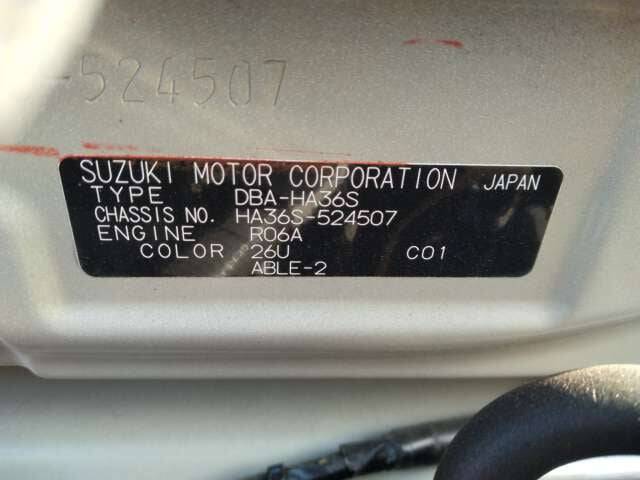 -524507
SUZUKI MOTOR CORPORATION JAPAN
TYPE DBA-HA36S
CHASSIS NO. HA36S-524507
ENGINE R06A
COLOR 26U C01
ABLE-2